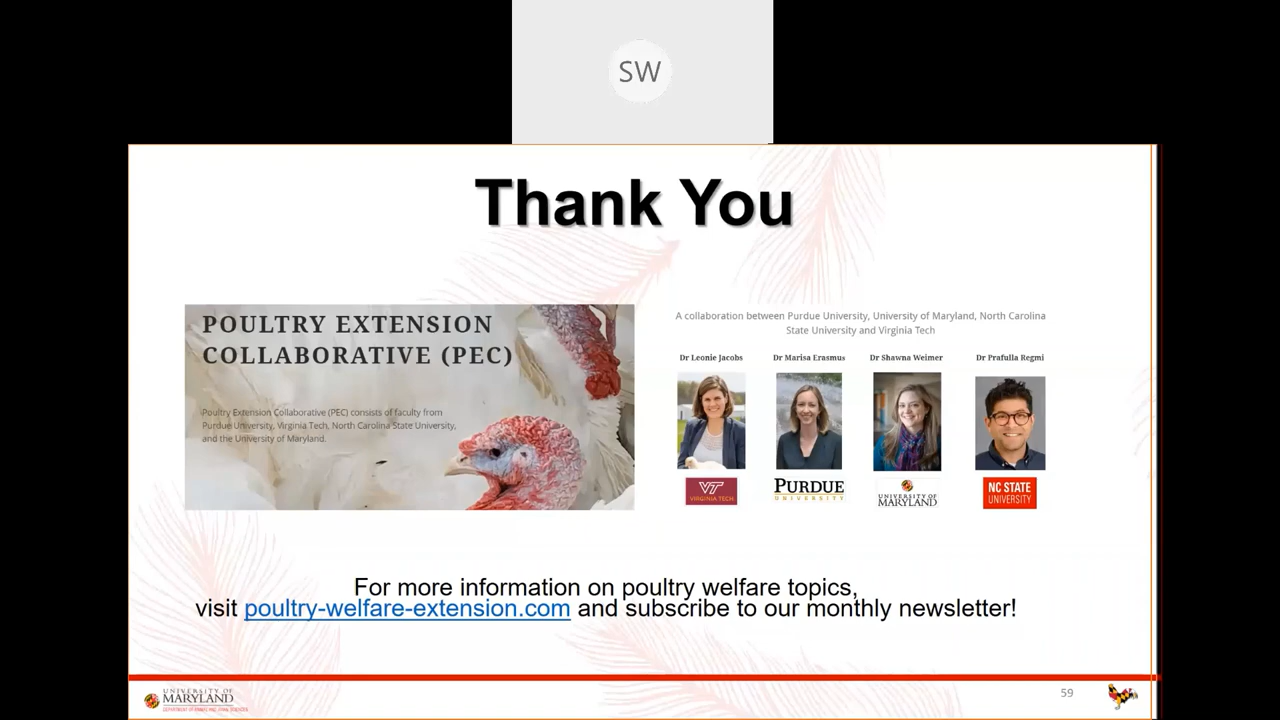 SW
Thank You
POULTRY EXTENSION
COLLABORATIVE (PEC)
Poultry Extension Collaborative (PEC) consists of faculty from
Purdue University, Virginia Tech, North Carolina State University,
and the University of Maryland.
A collaboration between Purdue University, University of Maryland, North Carolina
State University and Virginia Tech
Dr Leonie Jacobs Dr Marisa Erasmus Dr Shawna Weimer Dr Prafulla Regmi
VT
VIRGINIA TECH
PURDUE
UNIVERSITY
UNIVERSITY OF
MARYLAND
NC STATE
UNIVERSITY
For more information on poultry welfare topics,
visit poultry-welfare-extension.com and subscribe to our monthly newsletter!
UNIVERSITY OF
MARYLAND
59